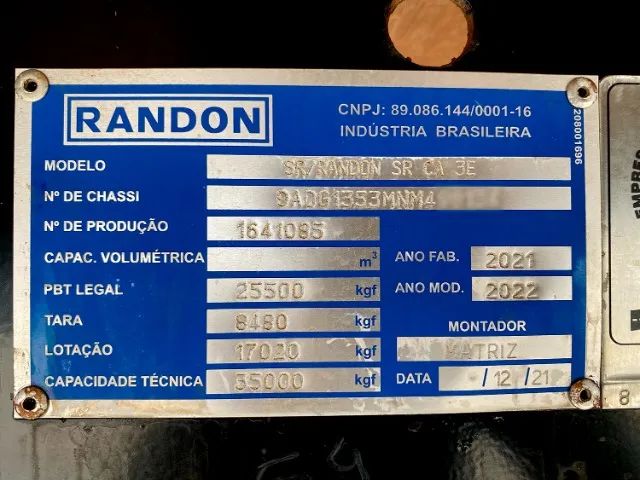 RANDON
CNPJ: 89.086.144/0001-16
INDÚSTRIA BRASILEIRA
208001696
MODELO SR/RANDON SR CA 3E
Nº DE CHASSI 9ADG1353MNM4
Nº DE PRODUÇÃO 1641085
CAPAC. VOLUMÉTRICA m³ ANO FAB. 2021
PBT LEGAL 25500 kgf ANO MOD. 2022
TARA 8480 kgf MONTADOR
LOTAÇÃO 17020 kgf MATRIZ
CAPACIDADE TÉCNICA 35000 kgf DATA /12 /21
8